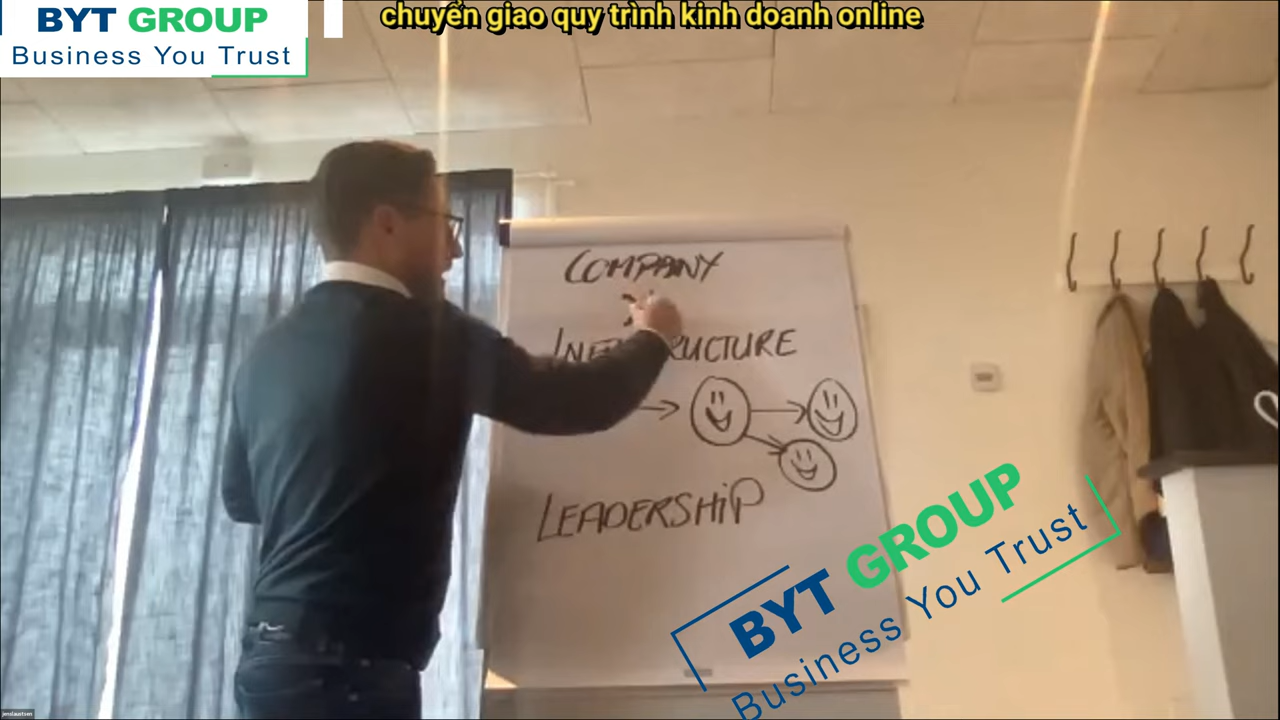 BYT GROUP
Business You Trust
chuyển giao quy trình kinh doanh online
COMPANY
LEADERSHIP
BYT GROUP
Business You Trust